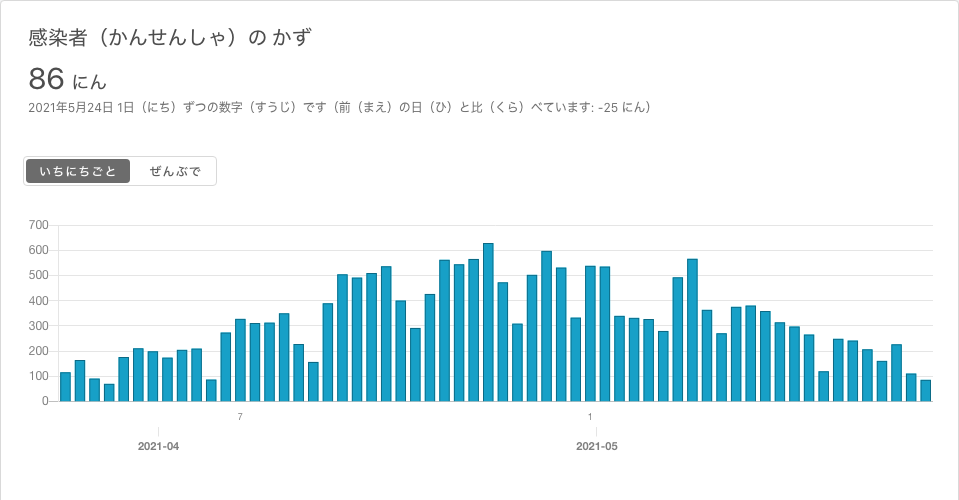 感染者（かんせんしゃ）の かず
86 にん
2021年5月24日 1日（にち）ずつの数字（すうじ）です（前（まえ）の日（ひ）と比（くら）べています: -25 にん）
いちにちごと ぜんぶで
700
600
500
400
300
200
100
0
7 1
2021-04 2021-05